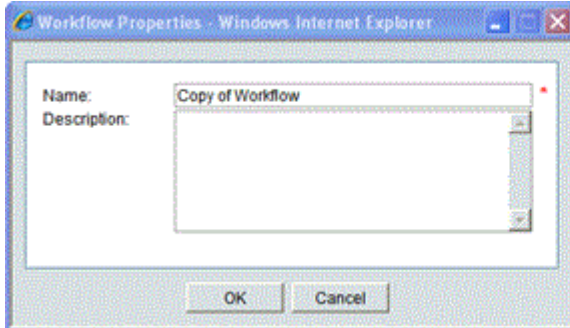 Workflow Properties - Windows Internet Explorer
Name: Copy of Workflow *
Description:
OK Cancel